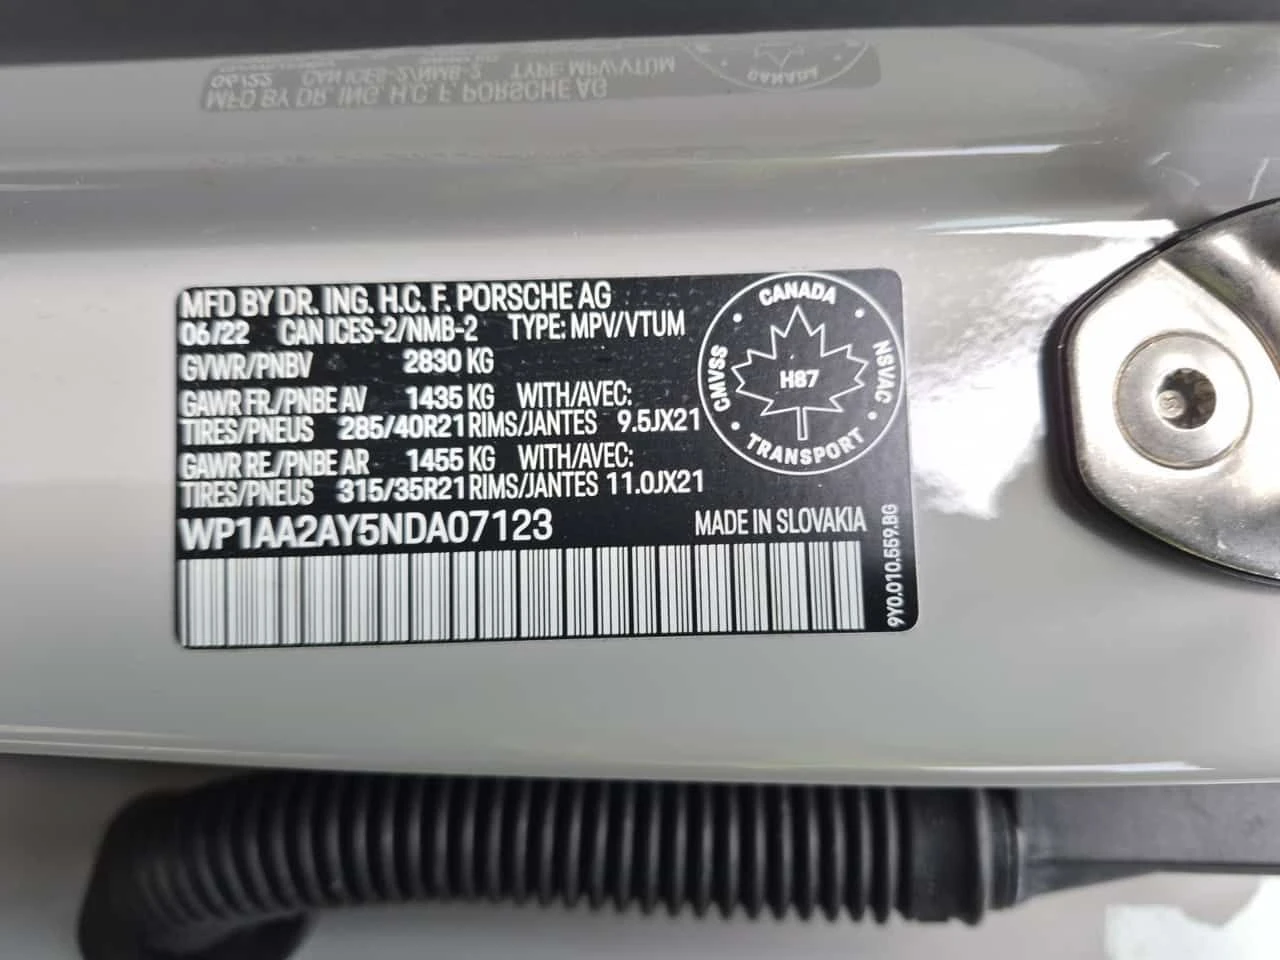 MFD BY DR. ING. H.C. F. PORSCHE AG
06/22 CAN ICES-2/NMB-2 TYPE: MPV/VTUM
GVWR/PNBV 2830 KG
GAWR FR./PNBE AV 1435 KG WITH/AVEC:
TIRES/PNEUS 285/40R21 RIMS/JANTES 9.5JX21
GAWR RE./PNBE AR 1455 KG WITH/AVEC:
TIRES/PNEUS 315/35R21 RIMS/JANTES 11.0JX21
WP1AA2AY5NDA07123 MADE IN SLOVAKIA
CANADA
CMVSS
H87
NSVAC
TRANSPORT
9Y0.010.559.BG